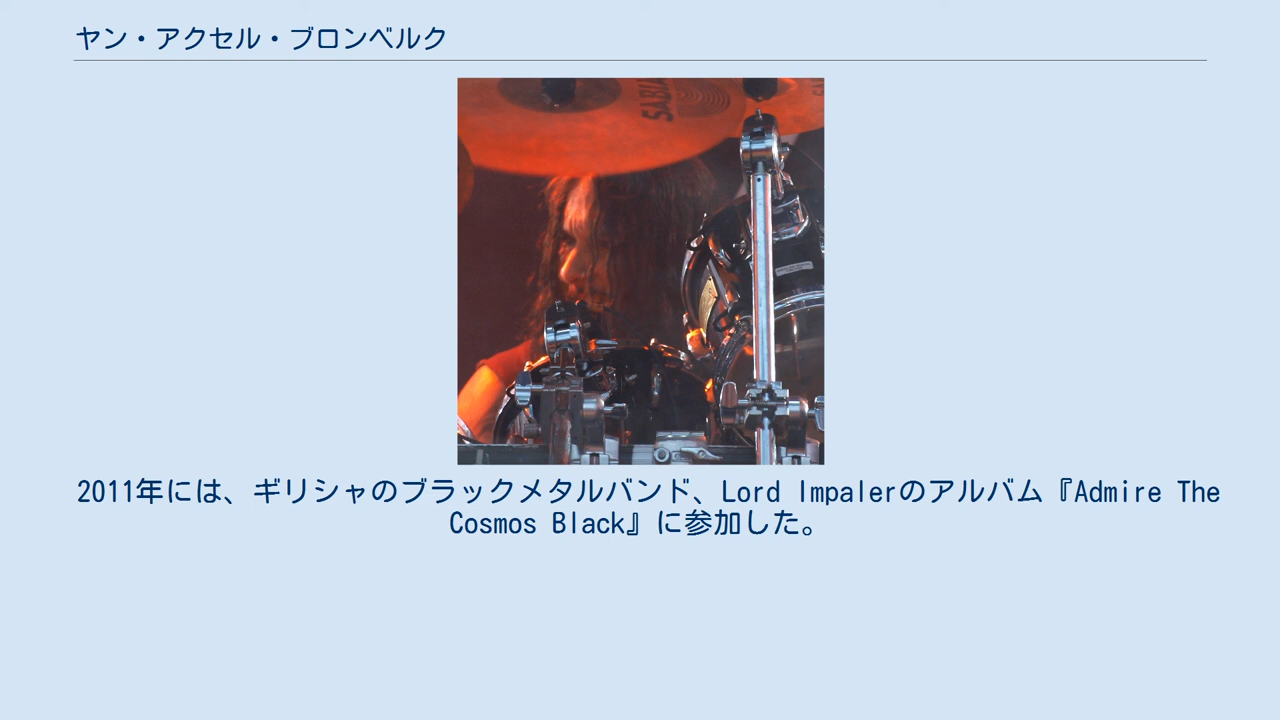 ヤン・アクセル・ブロンベルク
SABIA
SA
2011年には、ギリシャのブラックメタルバンド、Lord Impalerのアルバム『Admire The
Cosmos Black』に参加した。